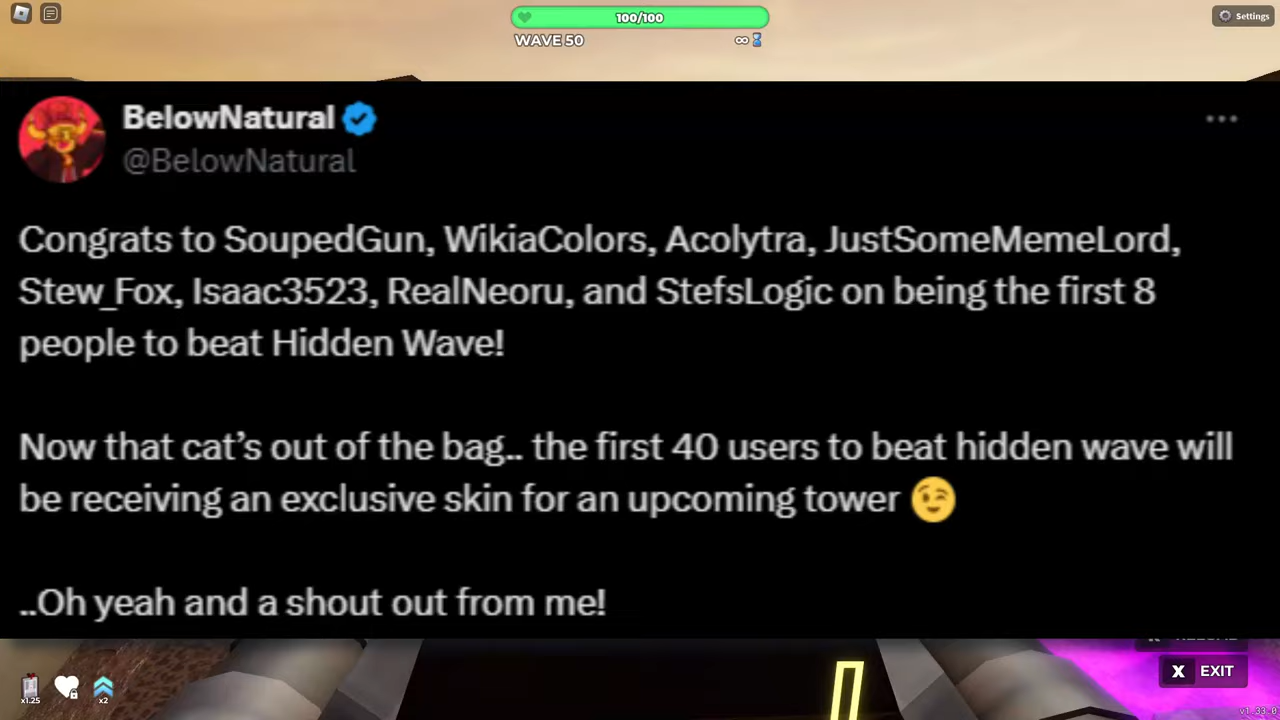 100/100
Settings
WAVE 50
∞
BelowNatural
@BelowNatural
Congrats to SoupedGun, WikiaColors, Acolytra, JustSomeMemeLord,
Stew_Fox, Isaac3523, RealNeoru, and StefsLogic on being the first 8
people to beat Hidden Wave!
Now that cat’s out of the bag.. the first 40 users to beat hidden wave will
be receiving an exclusive skin for an upcoming tower 😉
..Oh yeah and a shout out from me!
X EXIT
x1.25
x2